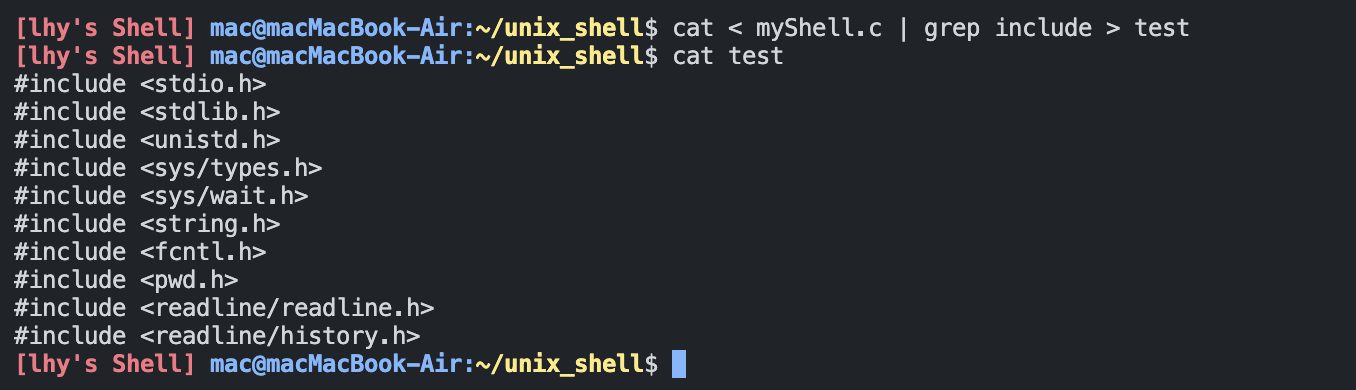 [lhy's Shell] mac@macMacBook-Air:~/unix_shell$ cat < myShell.c | grep include > test
[lhy's Shell] mac@macMacBook-Air:~/unix_shell$ cat test
#include <stdio.h>
#include <stdlib.h>
#include <unistd.h>
#include <sys/types.h>
#include <sys/wait.h>
#include <string.h>
#include <fcntl.h>
#include <pwd.h>
#include <readline/readline.h>
#include <readline/history.h>
[lhy's Shell] mac@macMacBook-Air:~/unix_shell$